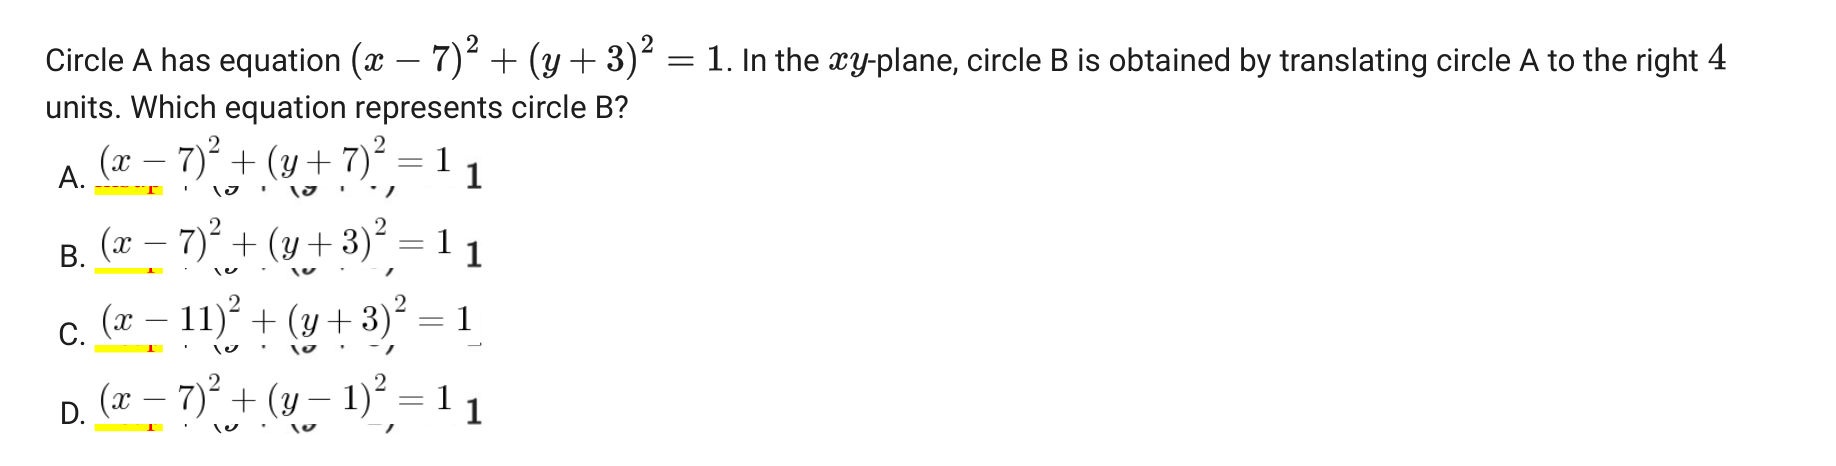 Circle A has equation (x − 7)² + (y + 3)² = 1. In the xy-plane, circle B is obtained by translating circle A to the right 4
units. Which equation represents circle B?
A. (x − 7)² + (y + 7)² = 1 1
B. (x − 7)² + (y + 3)² = 1 1
C. (x − 11)² + (y + 3)² = 1
D. (x − 7)² + (y − 1)² = 1 1